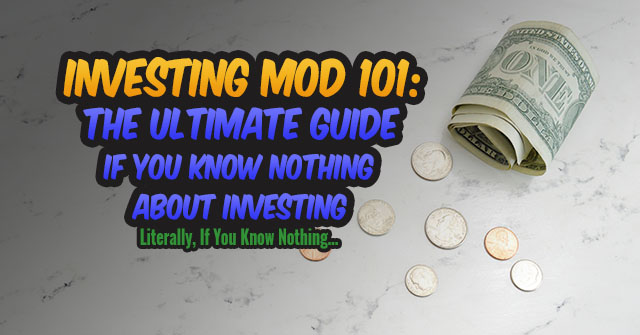 INVESTING MOD 101:
THE ULTIMATE GUIDE
IF YOU KNOW NOTHING
ABOUT INVESTING
Literally, If You Know Nothing...
ONE